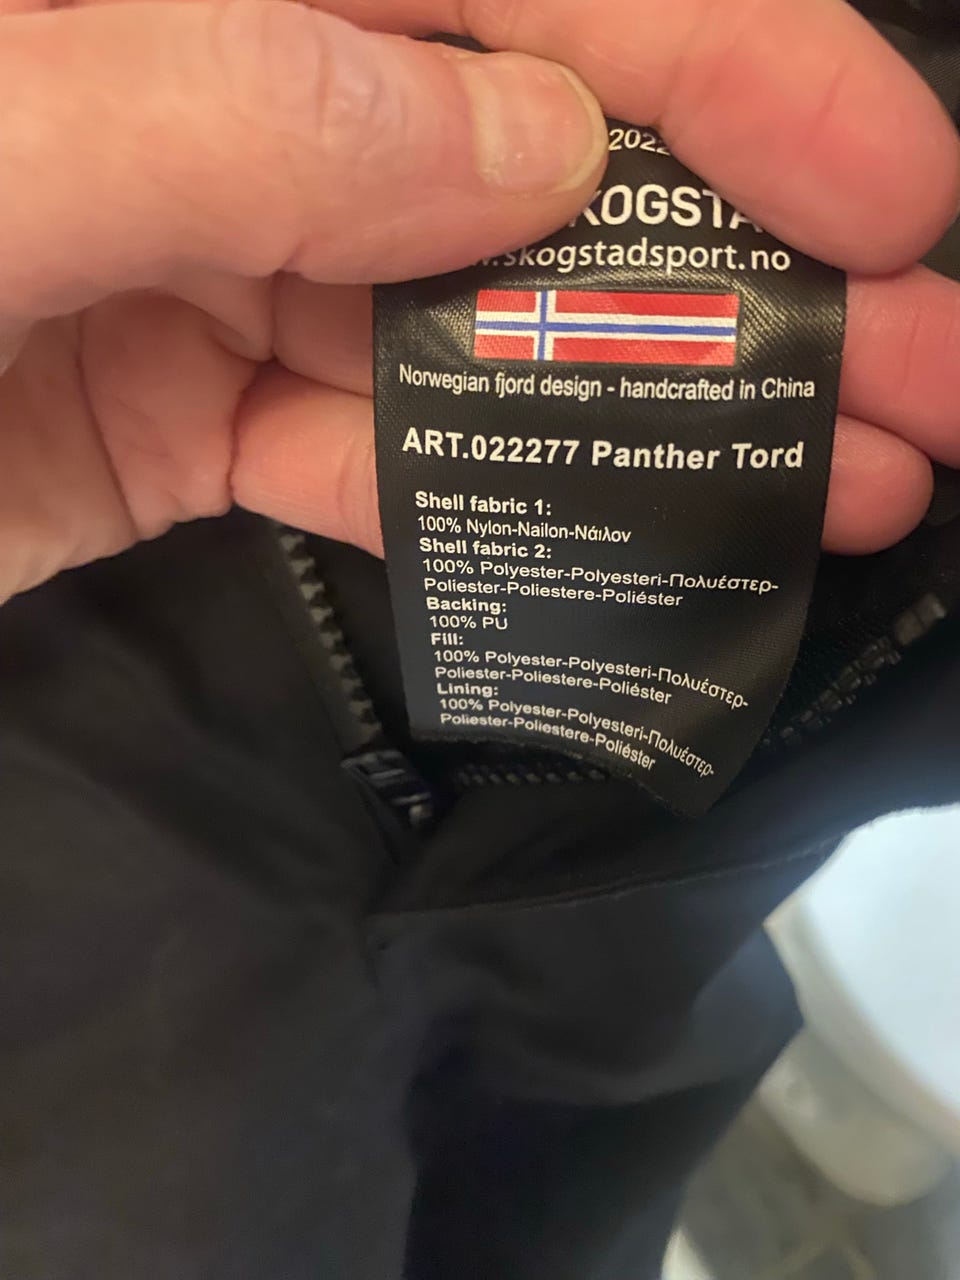 2022
KOGSTA
.skogstadsport.no
Norwegian fjord design - handcrafted in China
ART.022277 Panther Tord
Shell fabric 1:
100% Nylon-Nailon-Νάιλον
Shell fabric 2:
100% Polyester-Polyesteri-Πολυέστερ-
Poliester-Poliestere-Poliéster
Backing:
100% PU
Fill:
100% Polyester-Polyesteri-Πολυέστερ-
Poliester-Poliestere-Poliéster
Lining:
100% Polyester-Polyesteri-Πολυέστερ-
Poliester-Poliestere-Poliéster